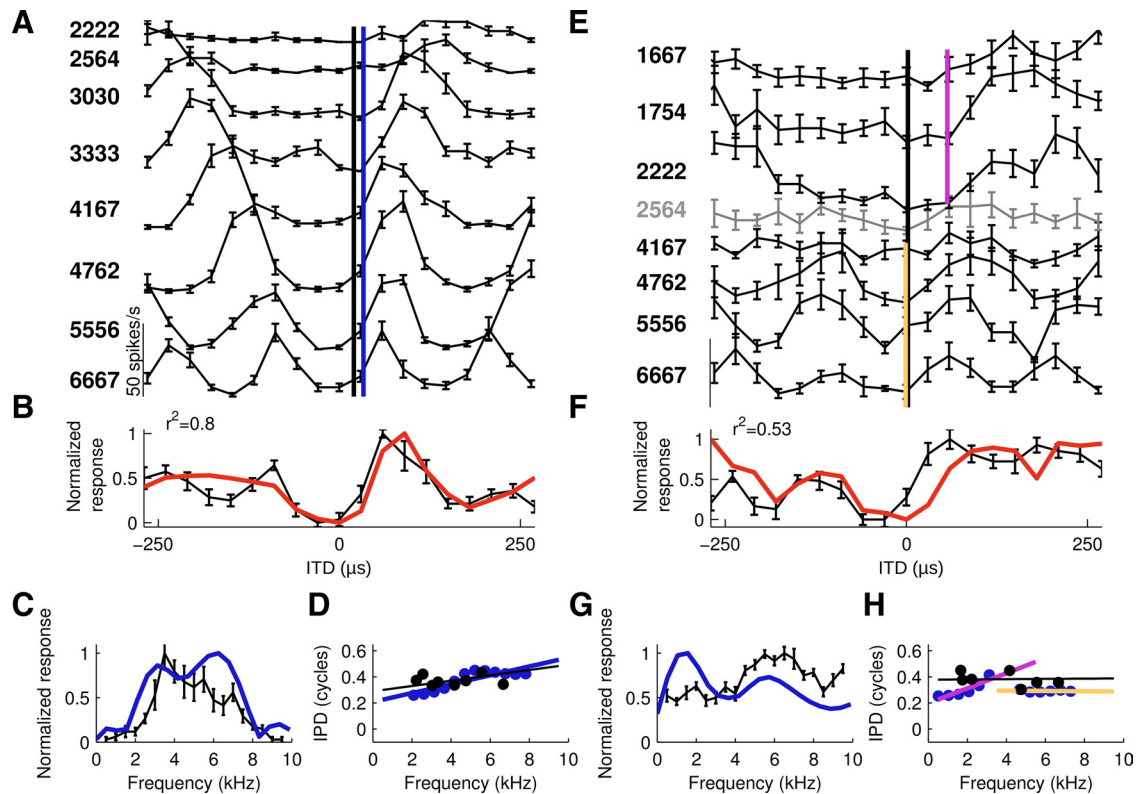 A
2222
2564
3030
3333
4167
4762
5556
6667
50 spikes/s
B
r²=0.8
Normalized
response
1
0.5
0
−250
0
250
ITD (µs)
C
Normalized response
1
0.5
0
0 2 4 6 8 10
Frequency (kHz)
D
IPD (cycles)
0.6
0.4
0.2
0
0 2 4 6 8 10
Frequency (kHz)
E
1667
1754
2222
2564
4167
4762
5556
6667
F
r²=0.53
Normalized
response
1
0.5
0
−250
0
250
ITD (µs)
G
Normalized response
1
0.5
0
0 2 4 6 8 10
Frequency (kHz)
H
IPD (cycles)
0.6
0.4
0.2
0
0 2 4 6 8 10
Frequency (kHz)